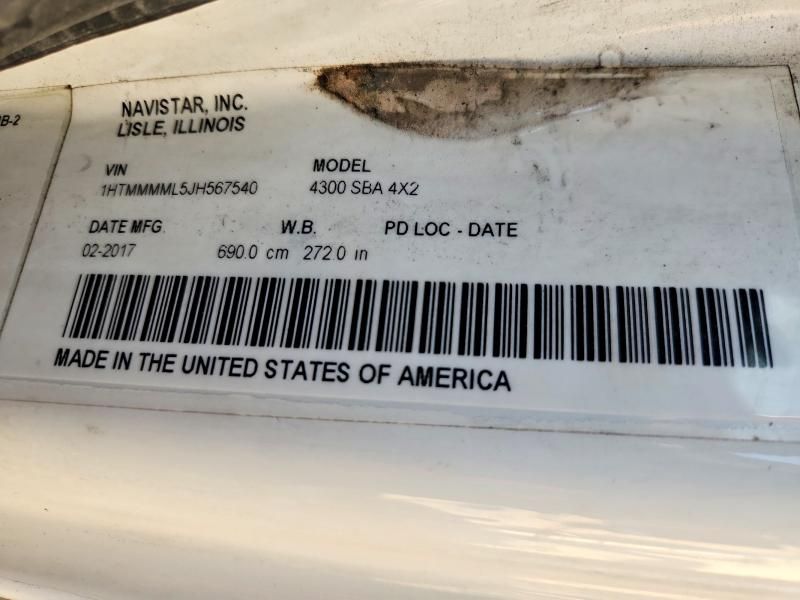 NAVISTAR, INC.
LISLE, ILLINOIS
VIN MODEL
1HTMMMML5JH567540 4300 SBA 4X2
DATE MFG W.B. PD LOC - DATE
02-2017 690.0 cm 272.0 in
MADE IN THE UNITED STATES OF AMERICA